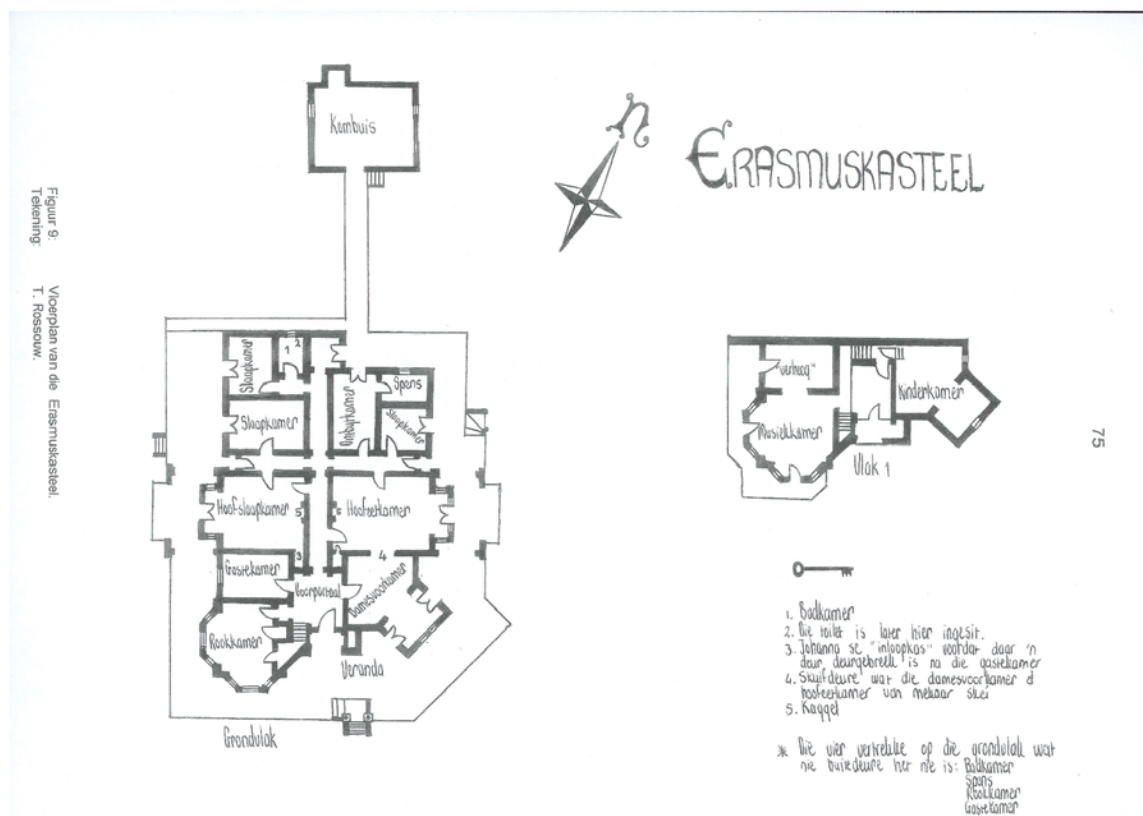 Figuur 9: Vloerplan van die Erasmuskasteel.
Tekening: T. Rossouw.
n
ERASMUSKASTEEL
75
Kombuis
Slaapkamer
1
2
Ontbytkamer
Spens
Slaapkamer
Slaapkamer
Hoofslaapkamer
5
5
Hoofeetkamer
3
4
Gastekamer
Voorportaal
Damesvoorkamer
Rookkamer
Veranda
Grondvlak
"verhoog"
Kinderkamer
Musiekkamer
Vlak 1
1. Badkamer
2. Die toilet is later hier ingesit.
3. Johanna se "inloopkas" voordat daar 'n
deur deurgebreek is na die gastekamer
4. Skuifdeure wat die damesvoorkamer &
hoofeetkamer van mekaar skei
5. Kaggel
* Die vier vertrekke op die grondvlak wat
nie buitedeure het nie is: Badkamer
Spens
Rookkamer
Gastekamer